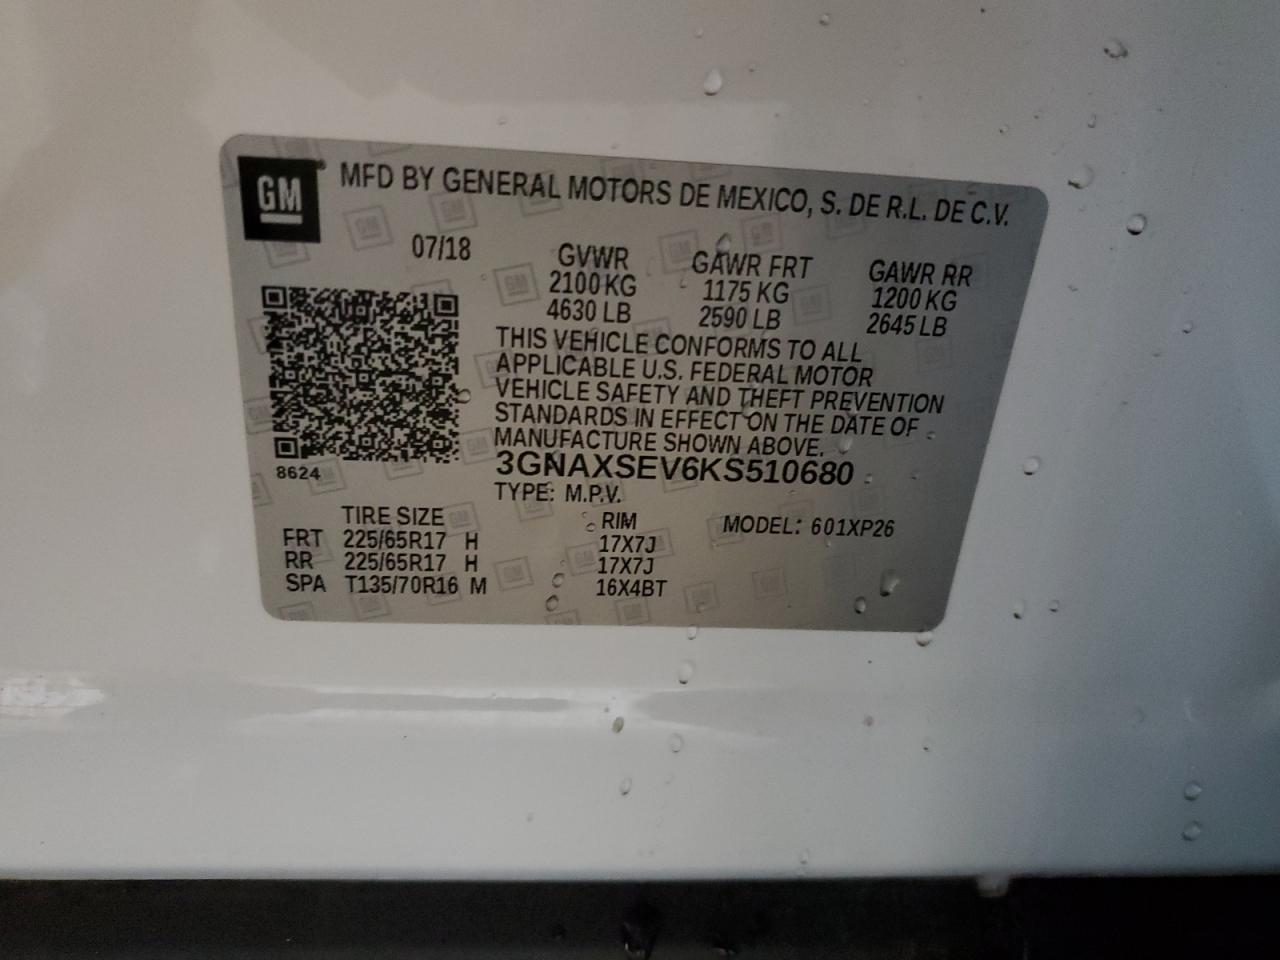 GM
MFD BY GENERAL MOTORS DE MEXICO, S. DE R.L. DE C.V.
07/18 GVWR GAWR FRT GAWR RR
2100 KG 1175 KG 1200 KG
4630 LB 2590 LB 2645 LB
THIS VEHICLE CONFORMS TO ALL
APPLICABLE U.S. FEDERAL MOTOR
VEHICLE SAFETY AND THEFT PREVENTION
STANDARDS IN EFFECT ON THE DATE OF
MANUFACTURE SHOWN ABOVE.
8624
3GNAXSEV6KS510680
TYPE: M.P.V.
TIRE SIZE RIM MODEL: 601XP26
FRT 225/65R17 H 17X7J
RR 225/65R17 H 17X7J
SPA T135/70R16 M 16X4BT